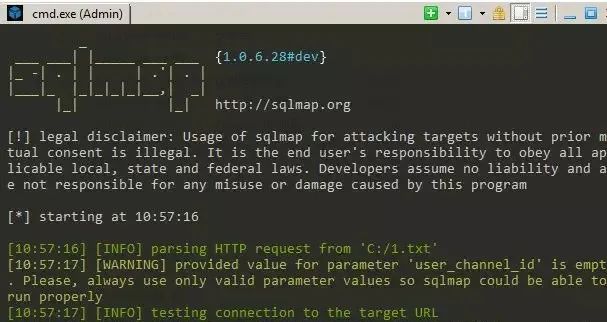 cmd.exe (Admin)
sqlmap
{1.0.6.28#dev}
http://sqlmap.org
[!] legal disclaimer: Usage of sqlmap for attacking targets without prior m
tual consent is illegal. It is the end user's responsibility to obey all ap
licable local, state and federal laws. Developers assume no liability and a
e not responsible for any misuse or damage caused by this program
[*] starting at 10:57:16
[10:57:16] [INFO] parsing HTTP request from 'C:/1.txt'
[10:57:17] [WARNING] provided value for parameter 'user_channel_id' is empt
. Please, always use only valid parameter values so sqlmap could be able to
run properly
[10:57:17] [INFO] testing connection to the target URL